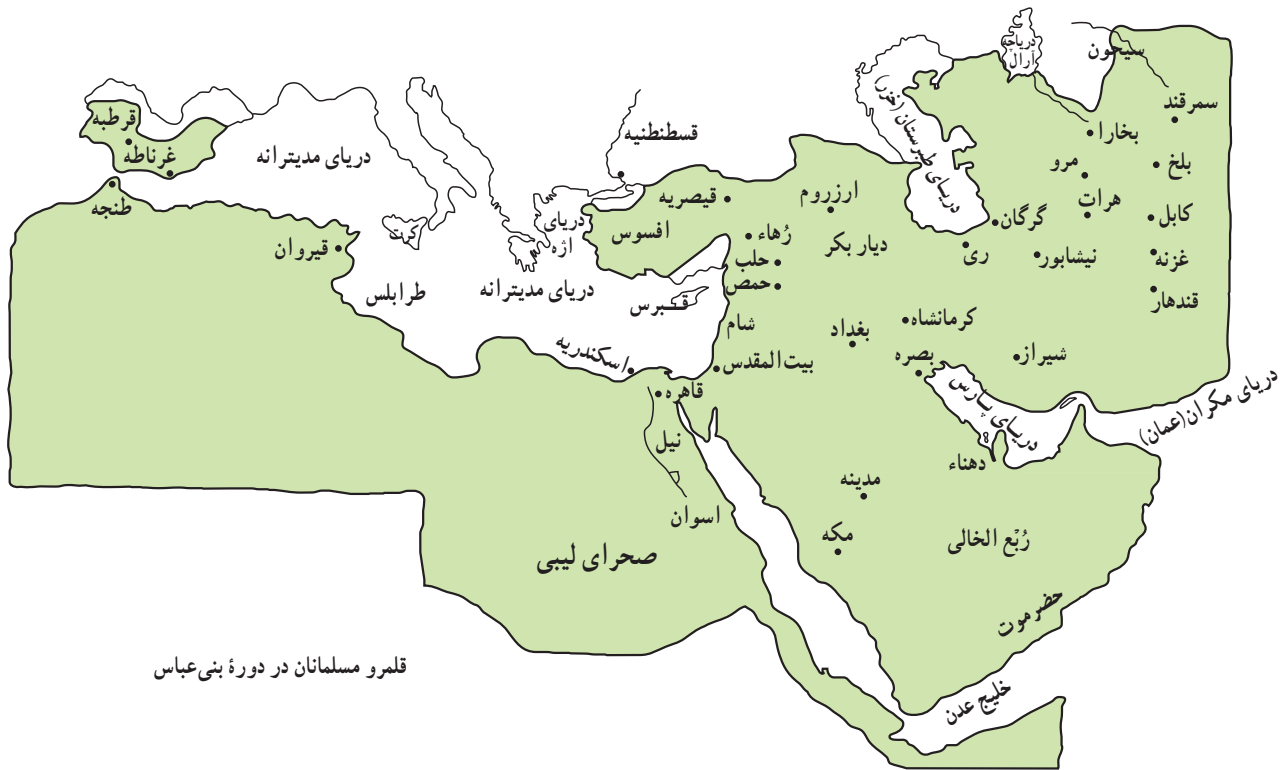 دریاچه
آرال
سیحون
سمرقند
بخارا
بلخ
مرو
هرات
کابل
غزنه
قندهار
نیشابور
گرگان
ری
دریای طبرستان (خزر)
قسطنطنیه
قرطبه
غرناطه
طنجه
دریای مدیترانه
قیروان
کرت
طرابلس
دریای مدیترانه
دریای
اژه
افسوس
قیصریه
ارزروم
رُهاء
دیار بکر
حلب
حمص
قبرس
شام
بیت‌المقدس
بغداد
کرمانشاه
بصره
شیراز
اسکندریه
قاهره
نیل
اسوان
دریای پارس
دریای مکران(عمان)
دهناء
مدینه
مکه
رُبْع الخالی
حضرموت
خلیج عدن
صحرای لیبی
قلمرو مسلمانان در دورهٔ بنی‌عباس